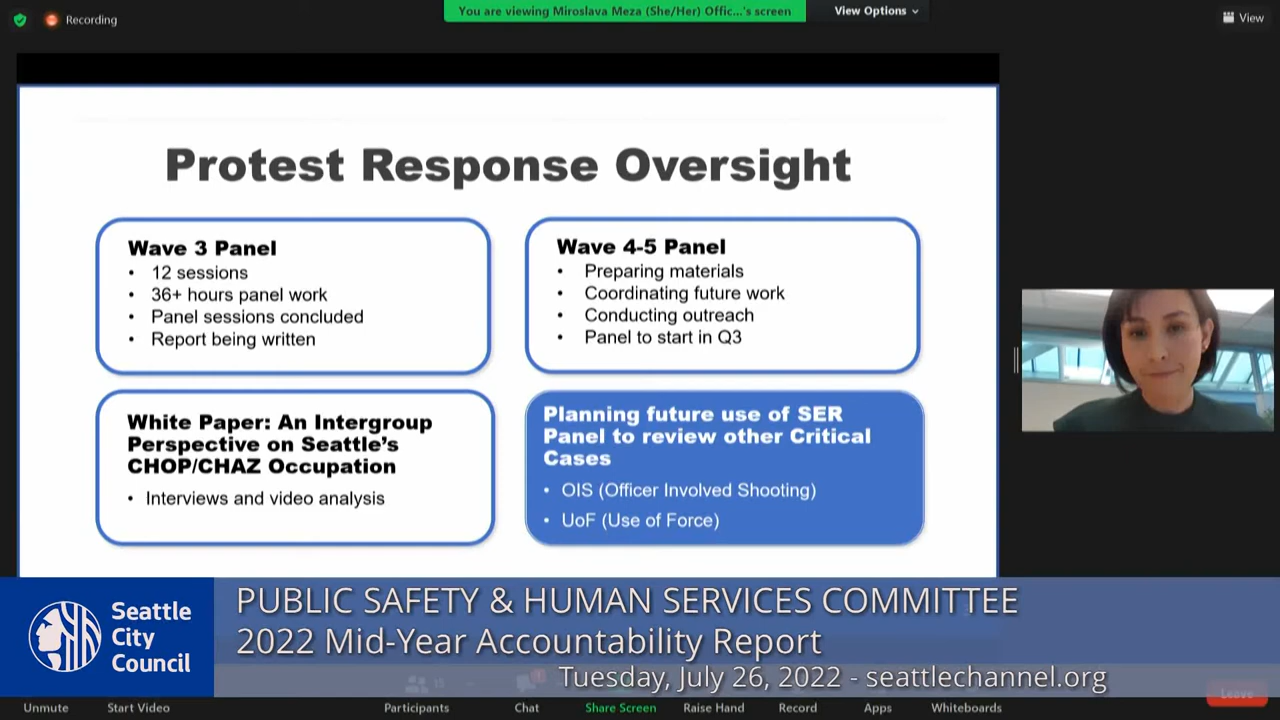 Recording
You are viewing Miroslava Meza (She/Her) Offic...'s screen
View Options
View
Protest Response Oversight
Wave 3 Panel
• 12 sessions
• 36+ hours panel work
• Panel sessions concluded
• Report being written
Wave 4-5 Panel
• Preparing materials
• Coordinating future work
• Conducting outreach
• Panel to start in Q3
White Paper: An Intergroup
Perspective on Seattle's
CHOP/CHAZ Occupation
• Interviews and video analysis
Planning future use of SER
Panel to review other Critical
Cases
• OIS (Officer Involved Shooting)
• UoF (Use of Force)
Seattle
City
Council
PUBLIC SAFETY & HUMAN SERVICES COMMITTEE
2022 Mid-Year Accountability Report
Tuesday, July 26, 2022 - seattlechannel.org
Unmute
Start Video
Participants
Chat
Share Screen
Raise Hand
Record
Apps
Whiteboards
Leave